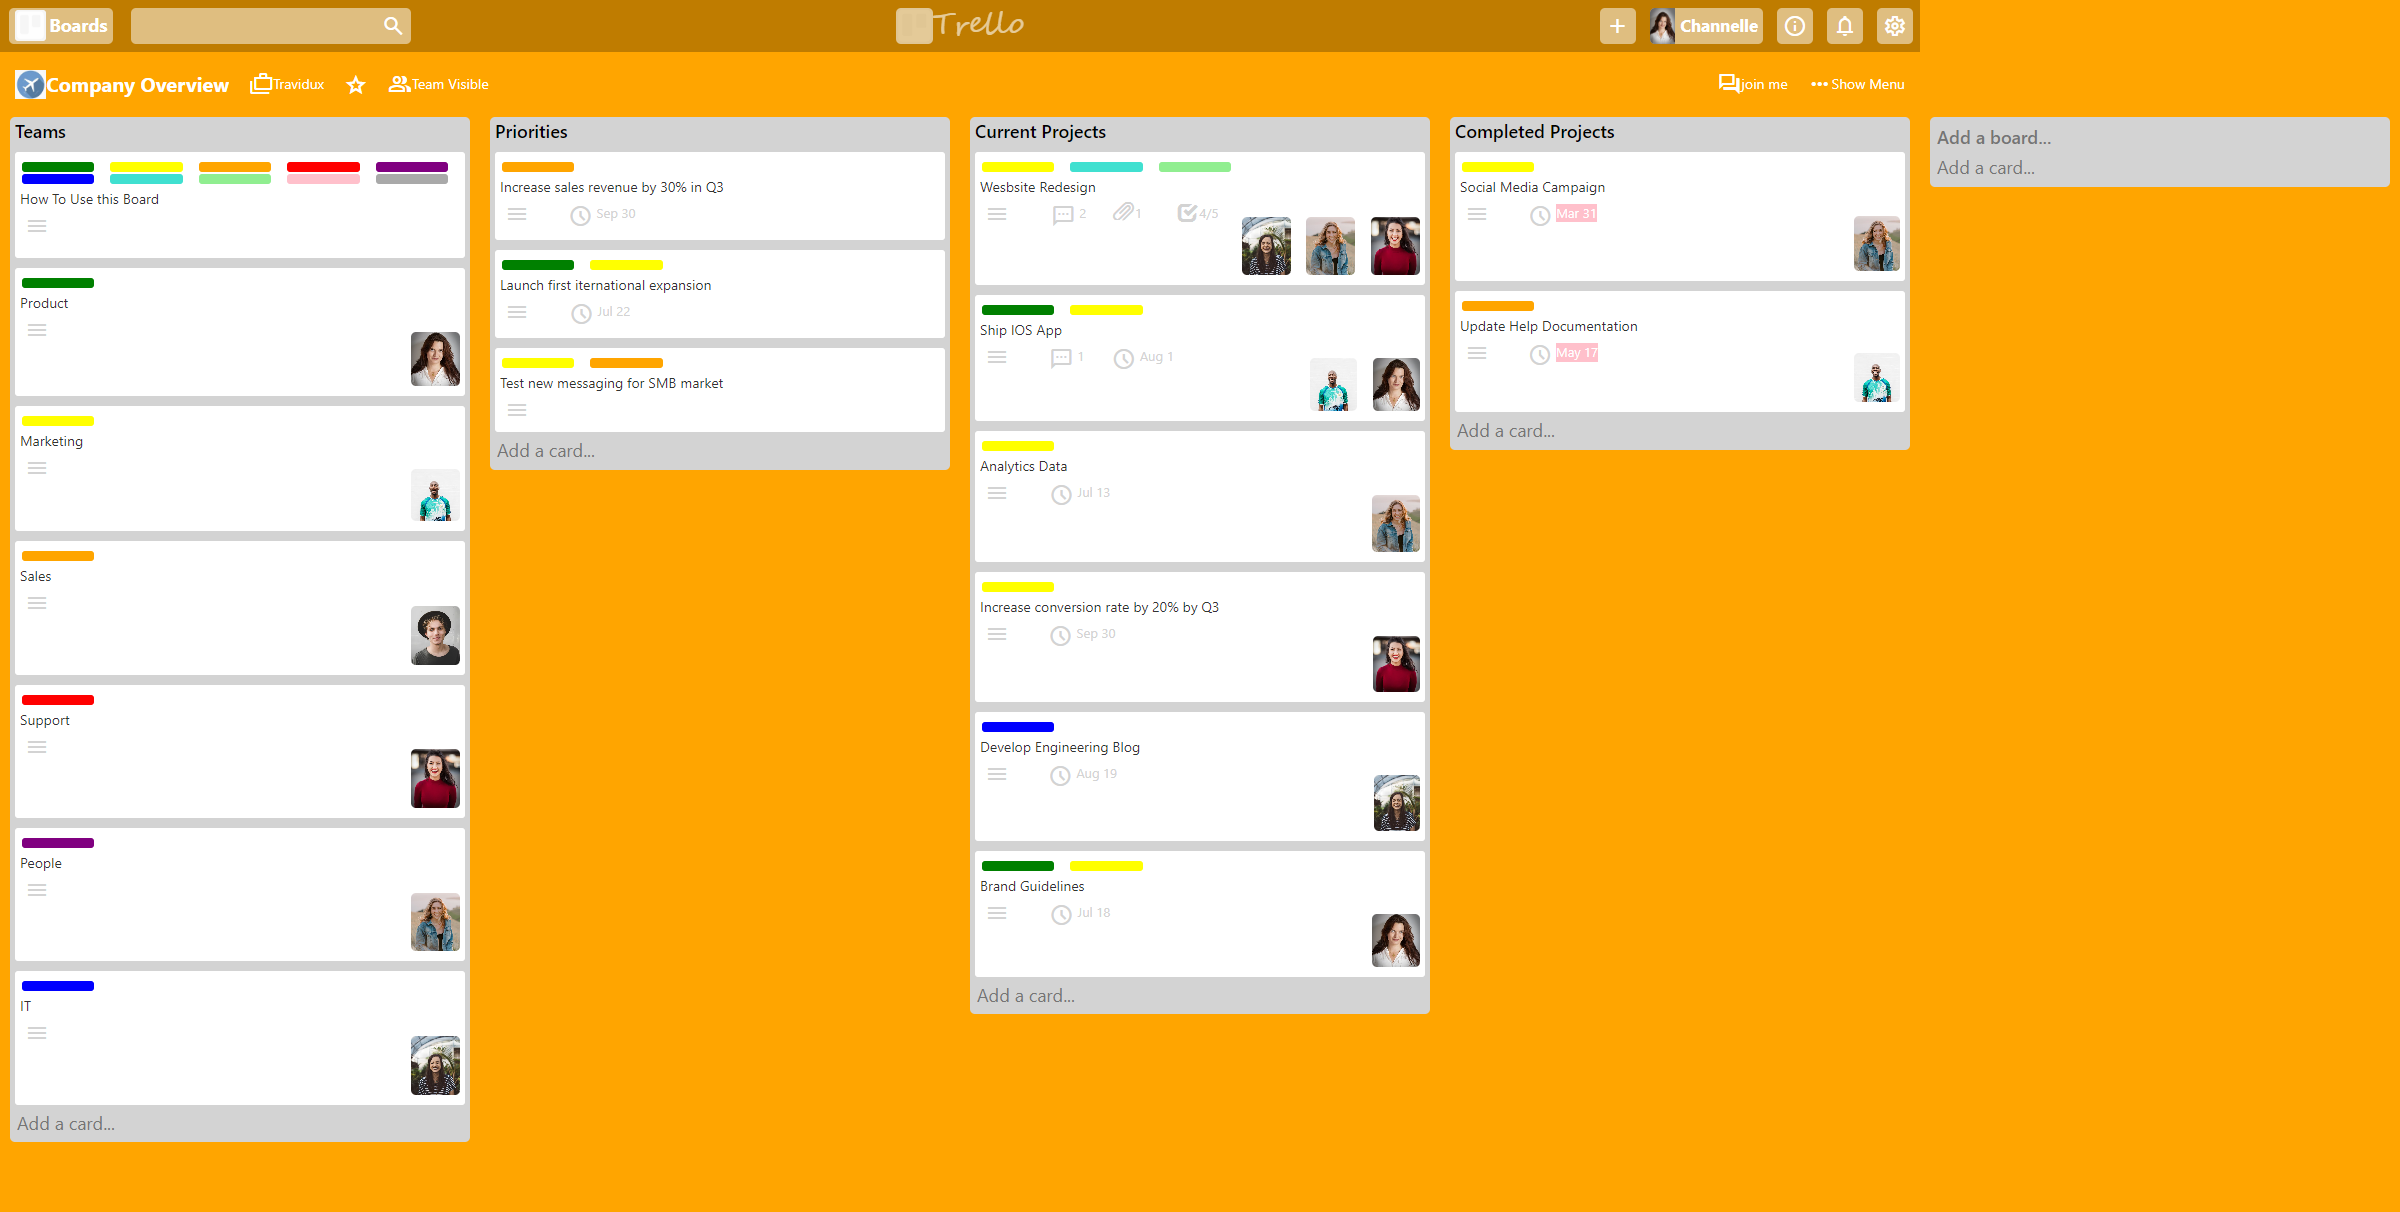 Boards
Trello
Channelle
Company Overview
Travidux
Team Visible
join me
Show Menu
Teams
How To Use this Board
Product
Marketing
Sales
Support
People
IT
Add a card...
Priorities
Increase sales revenue by 30% in Q3
Sep 30
Launch first iternational expansion
Jul 22
Test new messaging for SMB market
Add a card...
Current Projects
Wesbsite Redesign
2 1 4/5
Ship IOS App
1 Aug 1
Analytics Data
Jul 13
Increase conversion rate by 20% by Q3
Sep 30
Develop Engineering Blog
Aug 19
Brand Guidelines
Jul 18
Add a card...
Completed Projects
Social Media Campaign
Mar 31
Update Help Documentation
May 17
Add a card...
Add a board...
Add a card...